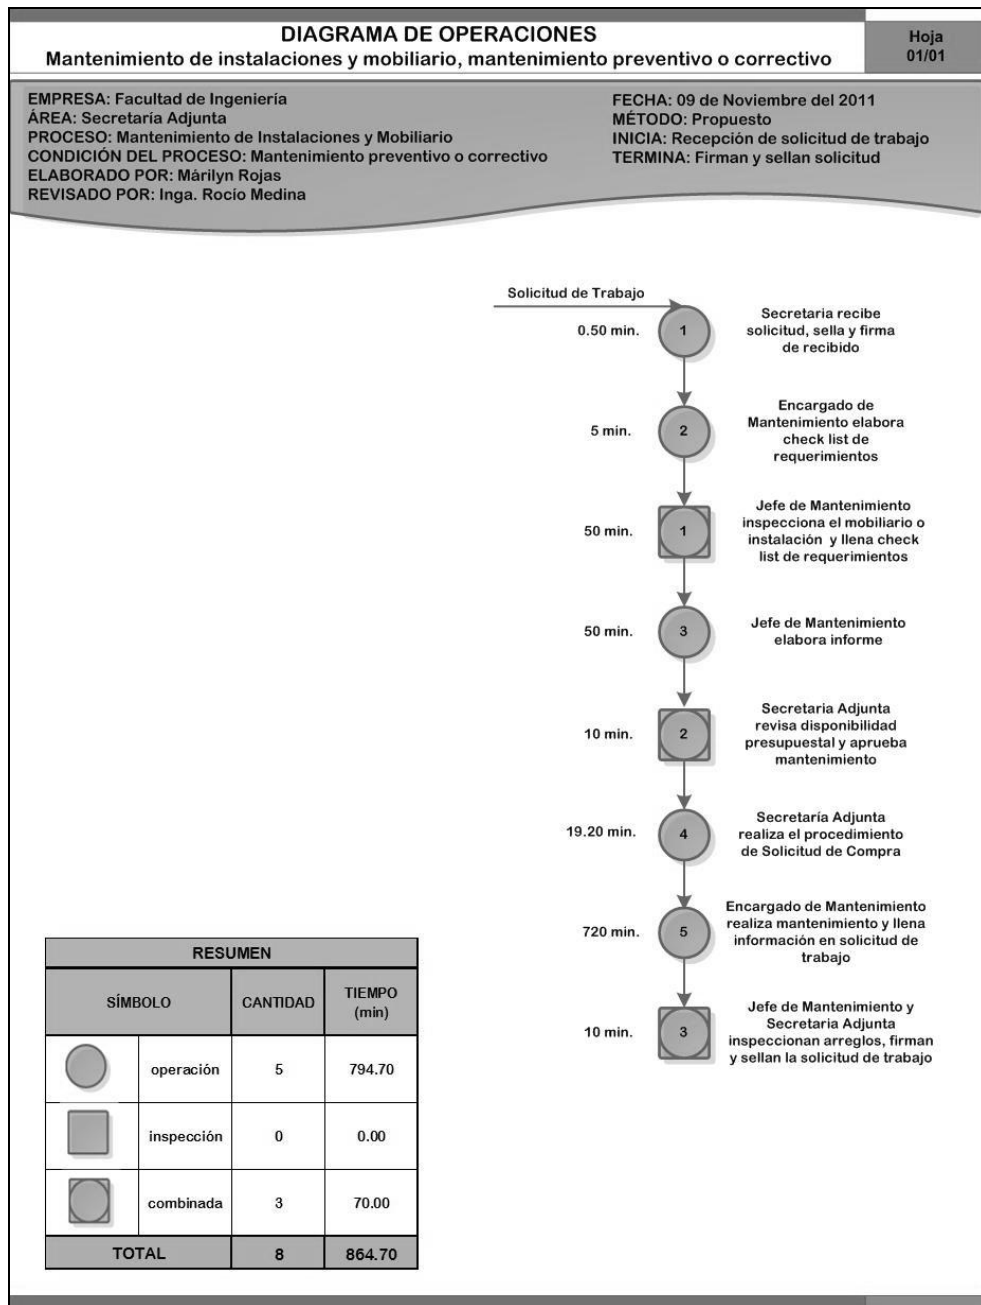 DIAGRAMA DE OPERACIONES
Mantenimiento de instalaciones y mobiliario, mantenimiento preventivo o correctivo
Hoja
01/01
EMPRESA: Facultad de Ingeniería
ÁREA: Secretaría Adjunta
PROCESO: Mantenimiento de Instalaciones y Mobiliario
CONDICIÓN DEL PROCESO: Mantenimiento preventivo o correctivo
ELABORADO POR: Márilyn Rojas
REVISADO POR: Inga. Rocío Medina
FECHA: 09 de Noviembre del 2011
MÉTODO: Propuesto
INICIA: Recepción de solicitud de trabajo
TERMINA: Firman y sellan solicitud
Solicitud de Trabajo
0.50 min.
1
Secretaria recibe
solicitud, sella y firma
de recibido
5 min.
2
Encargado de
Mantenimiento elabora
check list de
requerimientos
50 min.
1
Jefe de Mantenimiento
inspecciona el mobiliario o
instalación y llena check
list de requerimientos
50 min.
3
Jefe de Mantenimiento
elabora informe
10 min.
2
Secretaria Adjunta
revisa disponibilidad
presupuestal y aprueba
mantenimiento
19.20 min.
4
Secretaría Adjunta
realiza el procedimiento
de Solicitud de Compra
720 min.
5
Encargado de Mantenimiento
realiza mantenimiento y llena
información en solicitud de
trabajo
10 min.
3
Jefe de Mantenimiento y
Secretaria Adjunta
inspeccionan arreglos, firman
y sellan la solicitud de trabajo
RESUMEN
SÍMBOLO CANTIDAD TIEMPO
(min)
operación 5 794.70
inspección 0 0.00
combinada 3 70.00
TOTAL 8 864.70